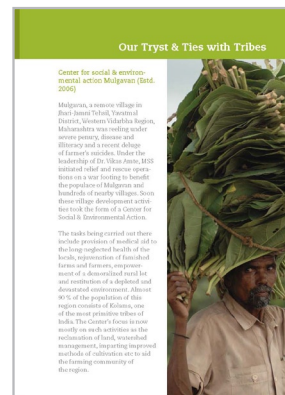 Our Tryst & Ties with Tribes
Center for social & environ-
mental action Mulgavan (Estd.
2006)
Mulgavan, a remote village in
Jhari-Jamni Tehsil, Yavatmal
District, Western Vidarbha Region,
Maharashtra was reeling under
severe penury, disease and
illiteracy and a recent deluge
of farmer's suicides. Under the
leadership of Dr. Vikas Amte, MSS
initiated relief and rescue opera-
tions on a war footing to benefit
the populace of Mulgavan and
hundreds of nearby villages. Soon
these village development activi-
ties took the form of a Center for
Social & Environmental Action.
The tasks being carried out there
include provision of medical aid to
the long neglected health of the
locals, rejuvenation of famished
farms and farmers, empower-
ment of a demoralized rural lot
and restitution of a depleted and
devastated environment. Almost
90 % of the population of this
region consists of Kolams, one
of the most primitive tribes of
India. The Center's focus is now
mostly on such activities as the
reclamation of land, watershed
management, imparting improved
methods of cultivation etc to aid
the farming community of
the region.